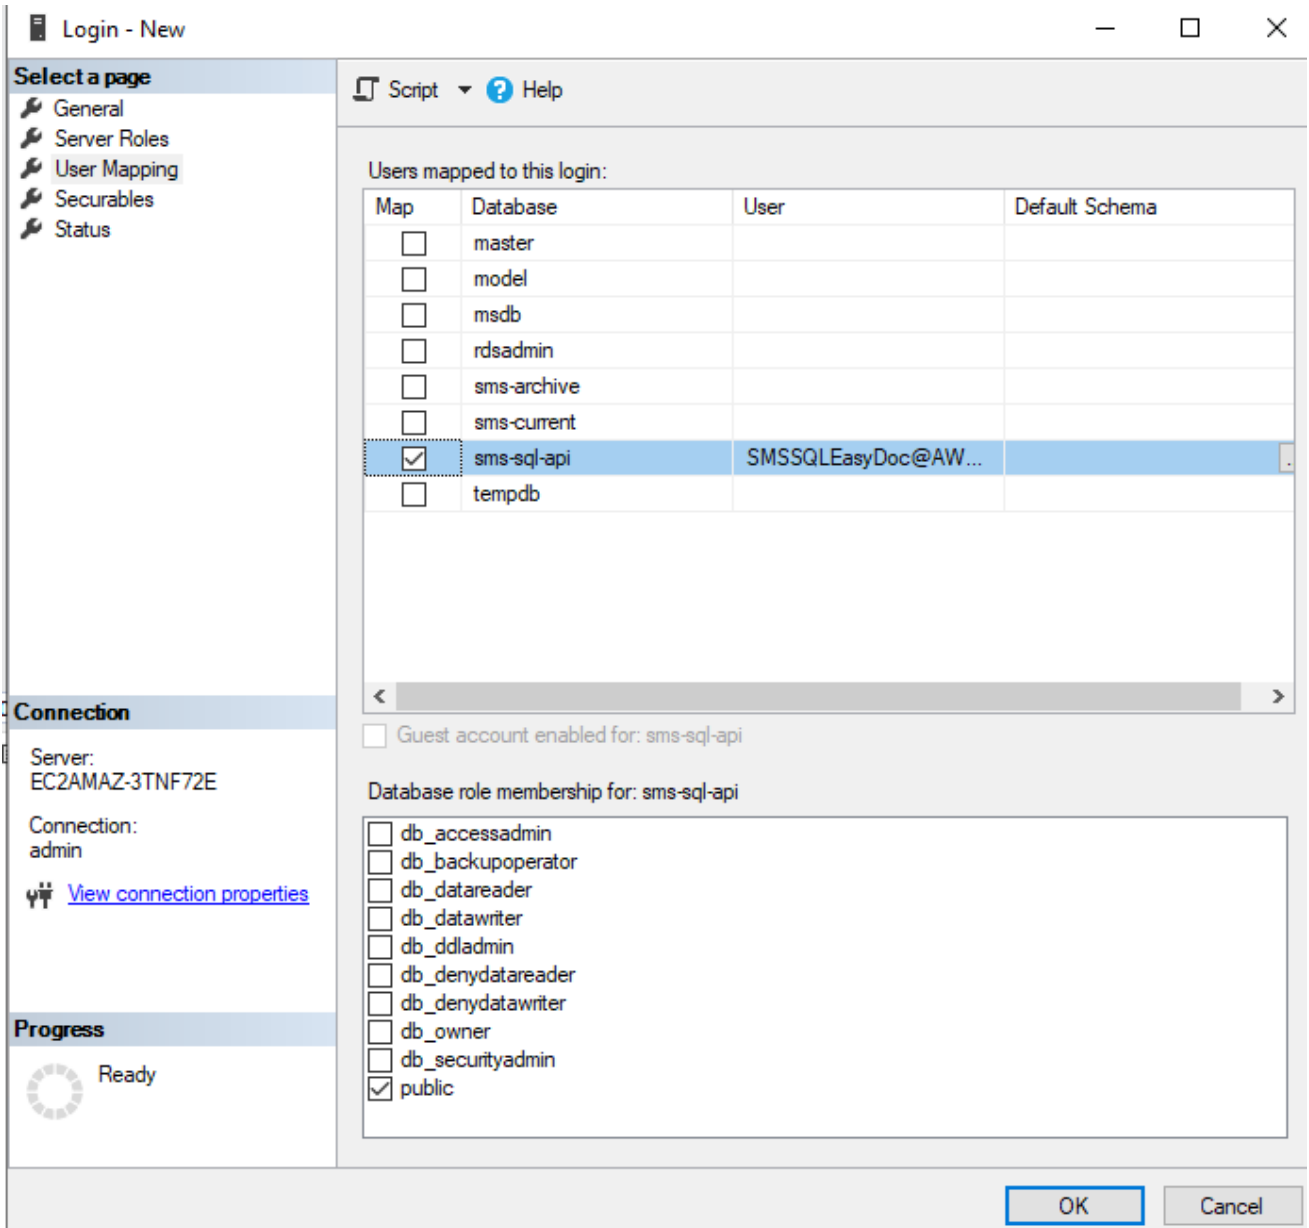 Login - New
Select a page
General
Server Roles
User Mapping
Securables
Status
Script Help
Users mapped to this login:
Map Database User Default Schema
master
model
msdb
rdsadmin
sms-archive
sms-current
sms-sql-api SMSSQLEasyDoc@AW...
tempdb
Guest account enabled for: sms-sql-api
Database role membership for: sms-sql-api
db_accessadmin
db_backupoperator
db_datareader
db_datawriter
db_ddladmin
db_denydatareader
db_denydatawriter
db_owner
db_securityadmin
public
Connection
Server:
EC2AMAZ-3TNF72E
Connection:
admin
View connection properties
Progress
Ready
OK Cancel